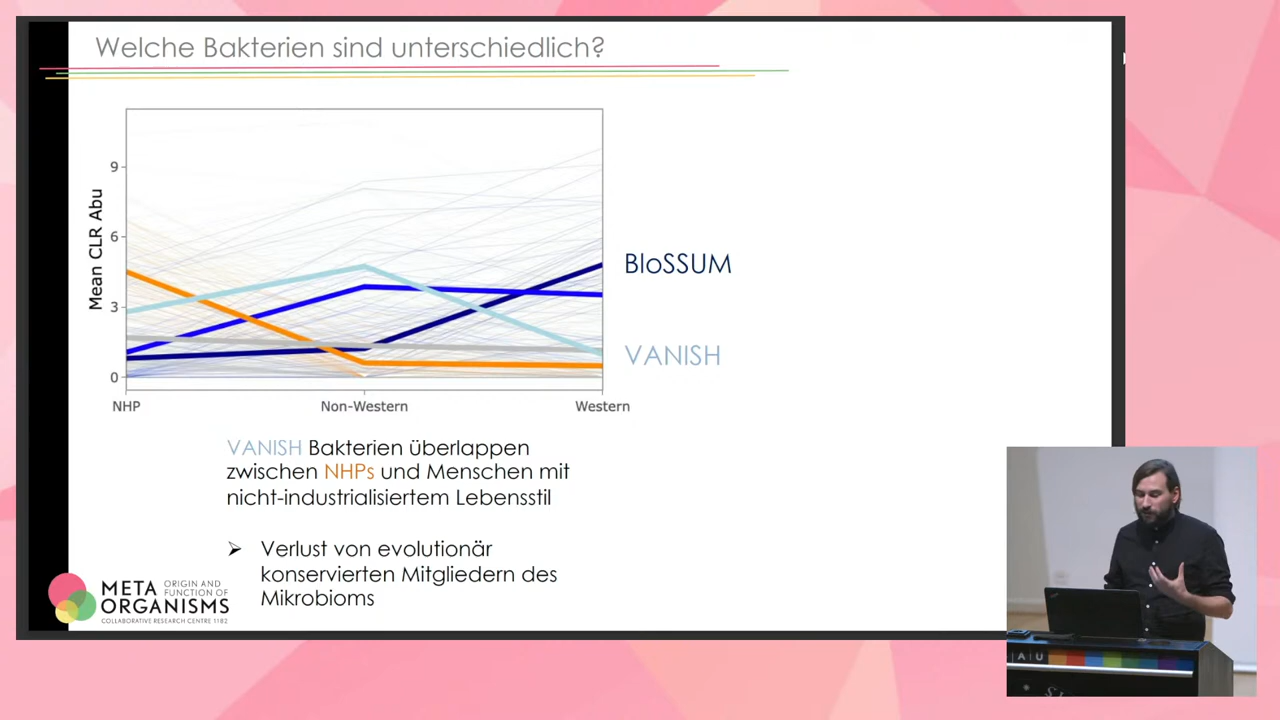 Welche Bakterien sind unterschiedlich?
Mean CLR Abu
9
6
3
0
NHP
Non-Western
Western
BloSSUM
VANISH
VANISH Bakterien überlappen
zwischen NHPs und Menschen mit
nicht-industrialisiertem Lebensstil
➢ Verlust von evolutionär
konservierten Mitgliedern des
Mikrobioms
META
ORGANISMS
ORIGIN AND
FUNCTION OF
COLLABORATIVE RESEARCH CENTRE 1182
A U